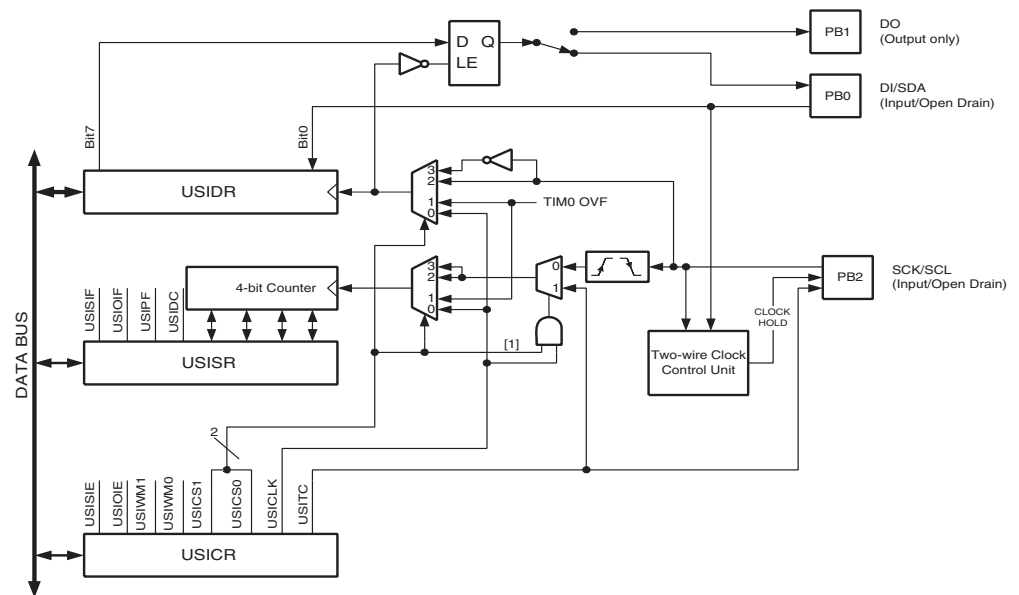 DO
PB1
(Output only)
D Q
LE
DI/SDA
PB0
(Input/Open Drain)
Bit7
Bit0
3
2
USIDR
1
TIM0 OVF
0
3
2
0
SCK/SCL
PB2
(Input/Open Drain)
4-bit Counter
1
1
0
CLOCK
HOLD
USISIF
USIOIF
USIPF
USIDC
DATA BUS
[1]
Two-wire Clock
Control Unit
USISR
2
USISIE
USIOIE
USIWM1
USIWM0
USICS1
USICS0
USICLK
USITC
USICR